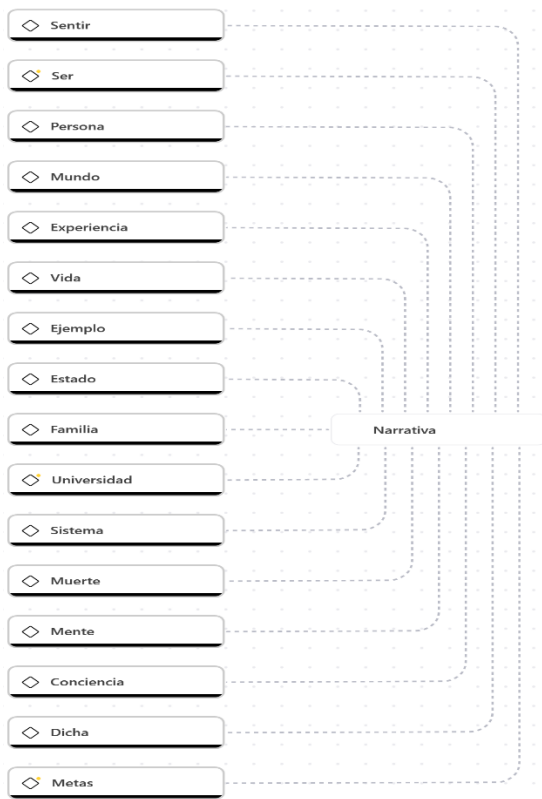 Sentir
Ser
Persona
Mundo
Experiencia
Vida
Ejemplo
Estado
Familia
Narrativa
Universidad
Sistema
Muerte
Mente
Conciencia
Dicha
Metas